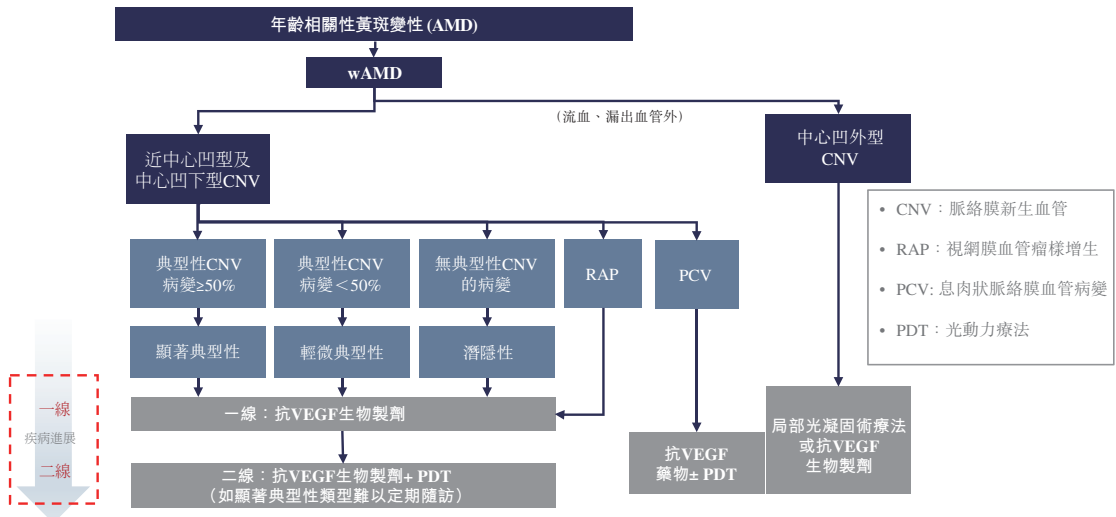 年齡相關性黃斑變性 (AMD)
wAMD
(流血、漏出血管外)
近中心凹型及
中心凹下型CNV
中心凹外型
CNV
典型性CNV
病變≥50%
典型性CNV
病變＜50%
無典型性CNV
的病變
RAP
PCV
• CNV：脈絡膜新生血管
• RAP：視網膜血管瘤樣增生
• PCV: 息肉狀脈絡膜血管病變
• PDT：光動力療法
顯著典型性
輕微典型性
潛隱性
一線
疾病進展
二線
一線：抗VEGF生物製劑
二線：抗VEGF生物製劑+ PDT
（如顯著典型性類型難以定期隨訪）
抗VEGF
藥物± PDT
局部光凝固術療法
或抗VEGF
生物製劑